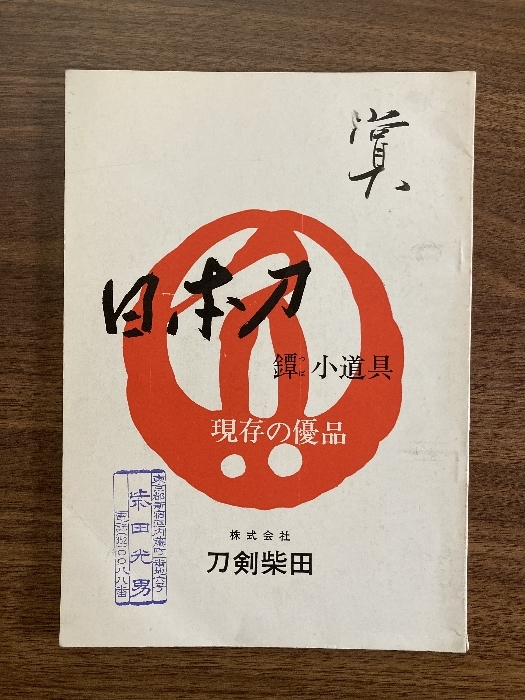 賞
日本刀
鐔つば小道具
現存の優品
株式会社
刀剣柴田
柴田光男